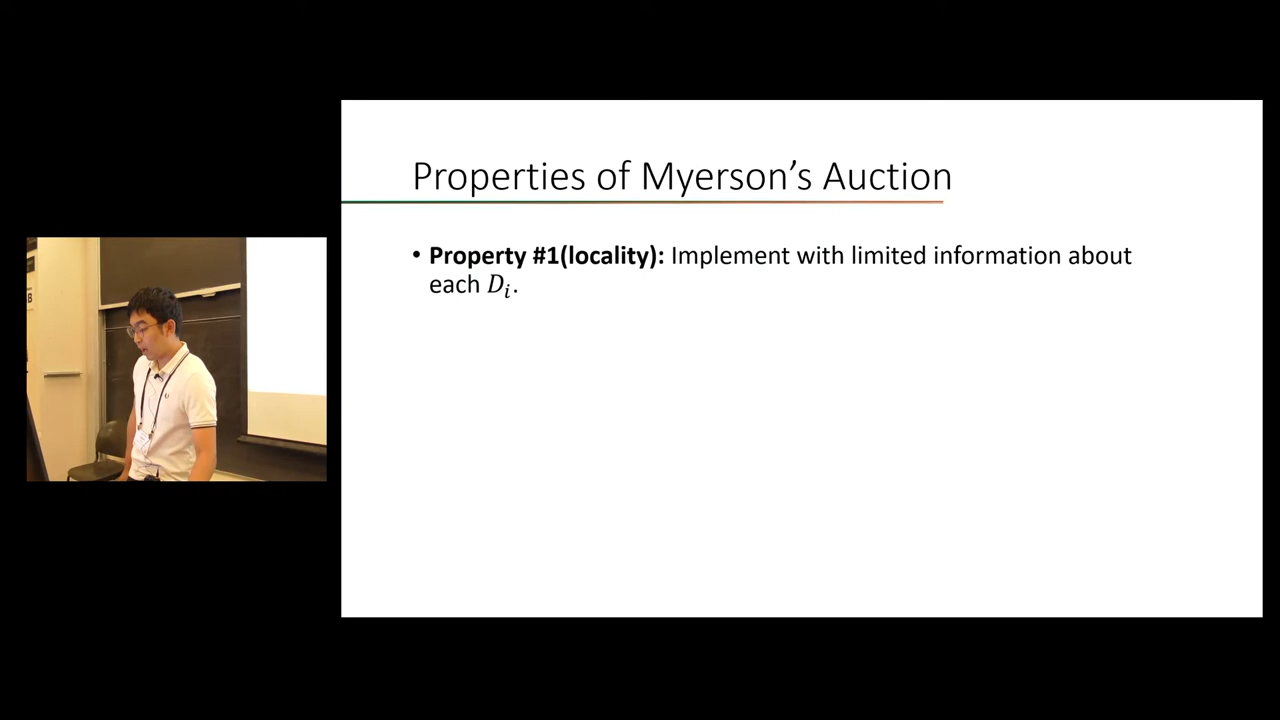 Properties of Myerson’s Auction
• Property #1(locality): Implement with limited information about
each 𝐷ᵢ.